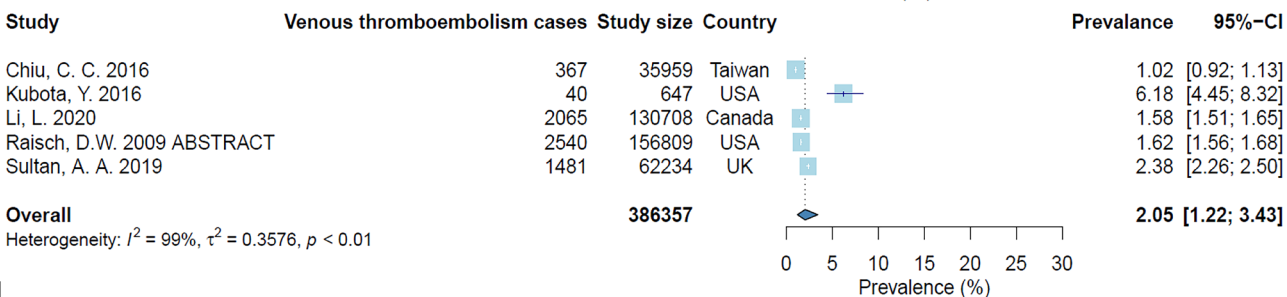 Study Venous thromboembolism cases Study size Country Prevalance 95%−CI
Chiu, C. C. 2016 367 35959 Taiwan 1.02 [0.92; 1.13]
Kubota, Y. 2016 40 647 USA 6.18 [4.45; 8.32]
Li, L. 2020 2065 130708 Canada 1.58 [1.51; 1.65]
Raisch, D.W. 2009 ABSTRACT 2540 156809 USA 1.62 [1.56; 1.68]
Sultan, A. A. 2019 1481 62234 UK 2.38 [2.26; 2.50]
Overall 386357 2.05 [1.22; 3.43]
Heterogeneity: I² = 99%, τ² = 0.3576, p < 0.01
0 5 10 15 20 25 30
Prevalence (%)